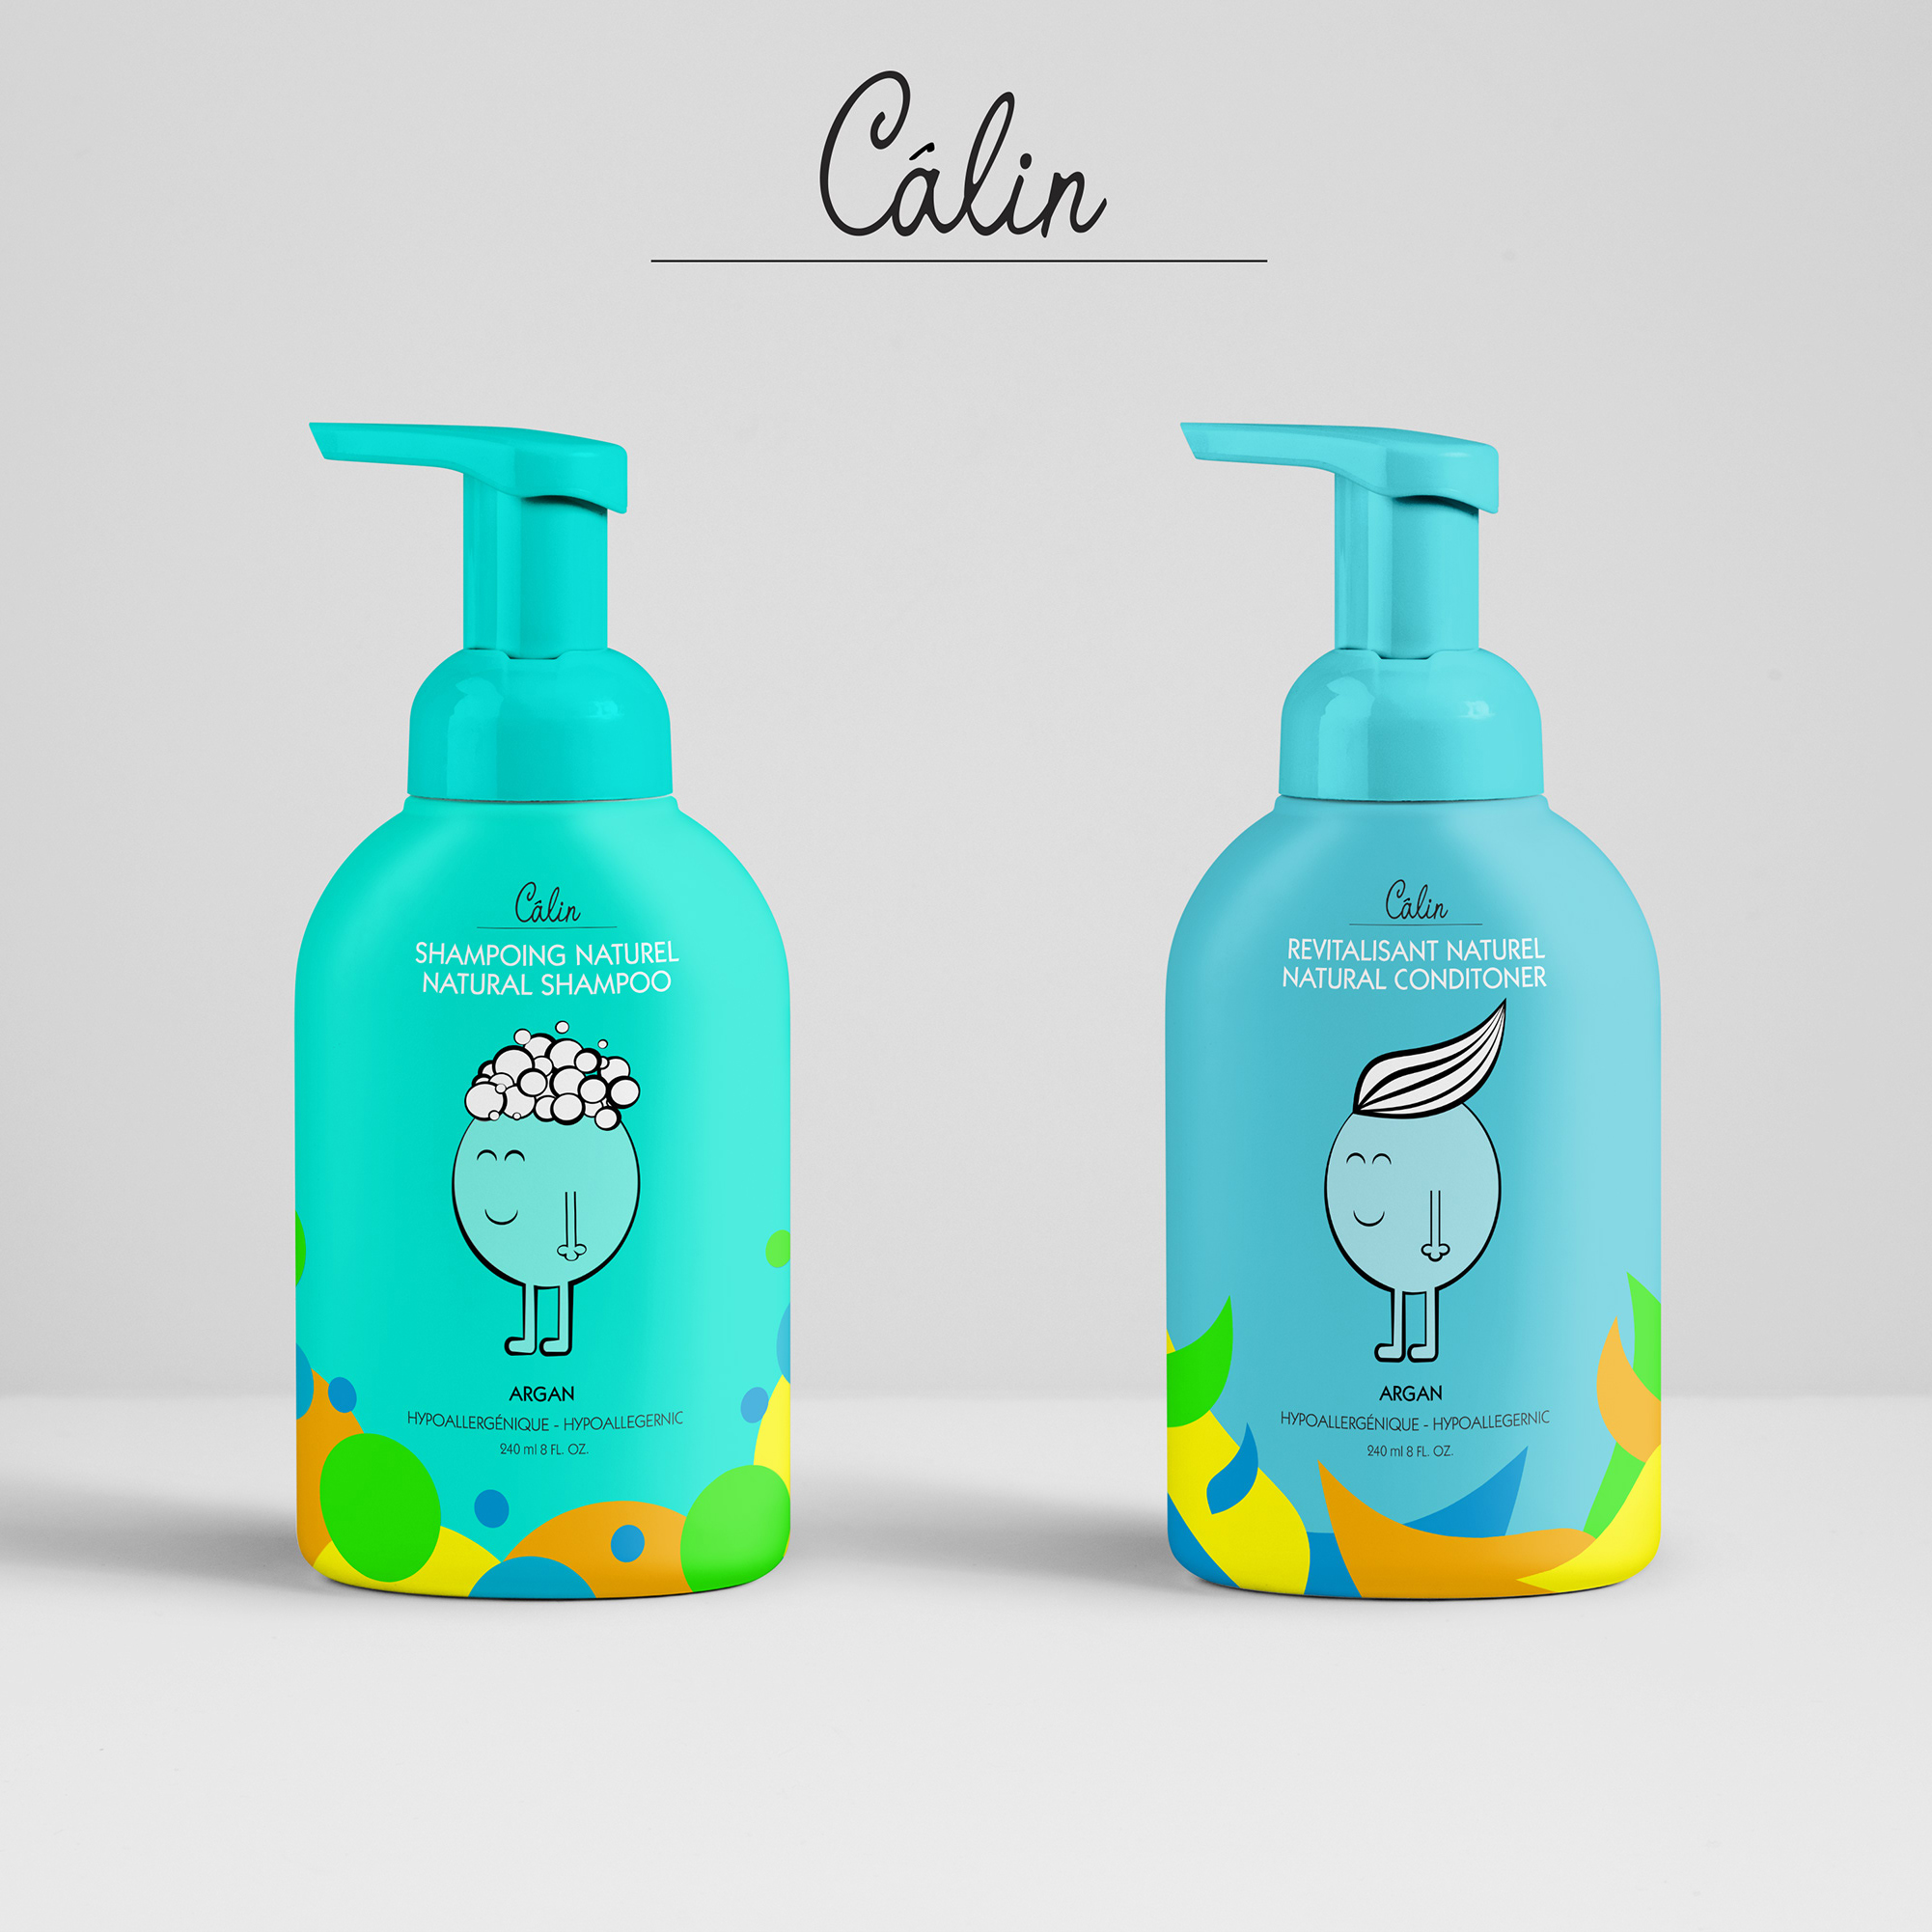 Cálin
Câlin
SHAMPOING NATUREL
NATURAL SHAMPOO
ARGAN
HYPOALLERGÉNIQUE - HYPOALLEGERNIC
240 ml 8 FL. OZ.
Câlin
REVITALISANT NATUREL
NATURAL CONDITONER
ARGAN
HYPOALLERGÉNIQUE - HYPOALLEGERNIC
240 ml 8 FL. OZ.